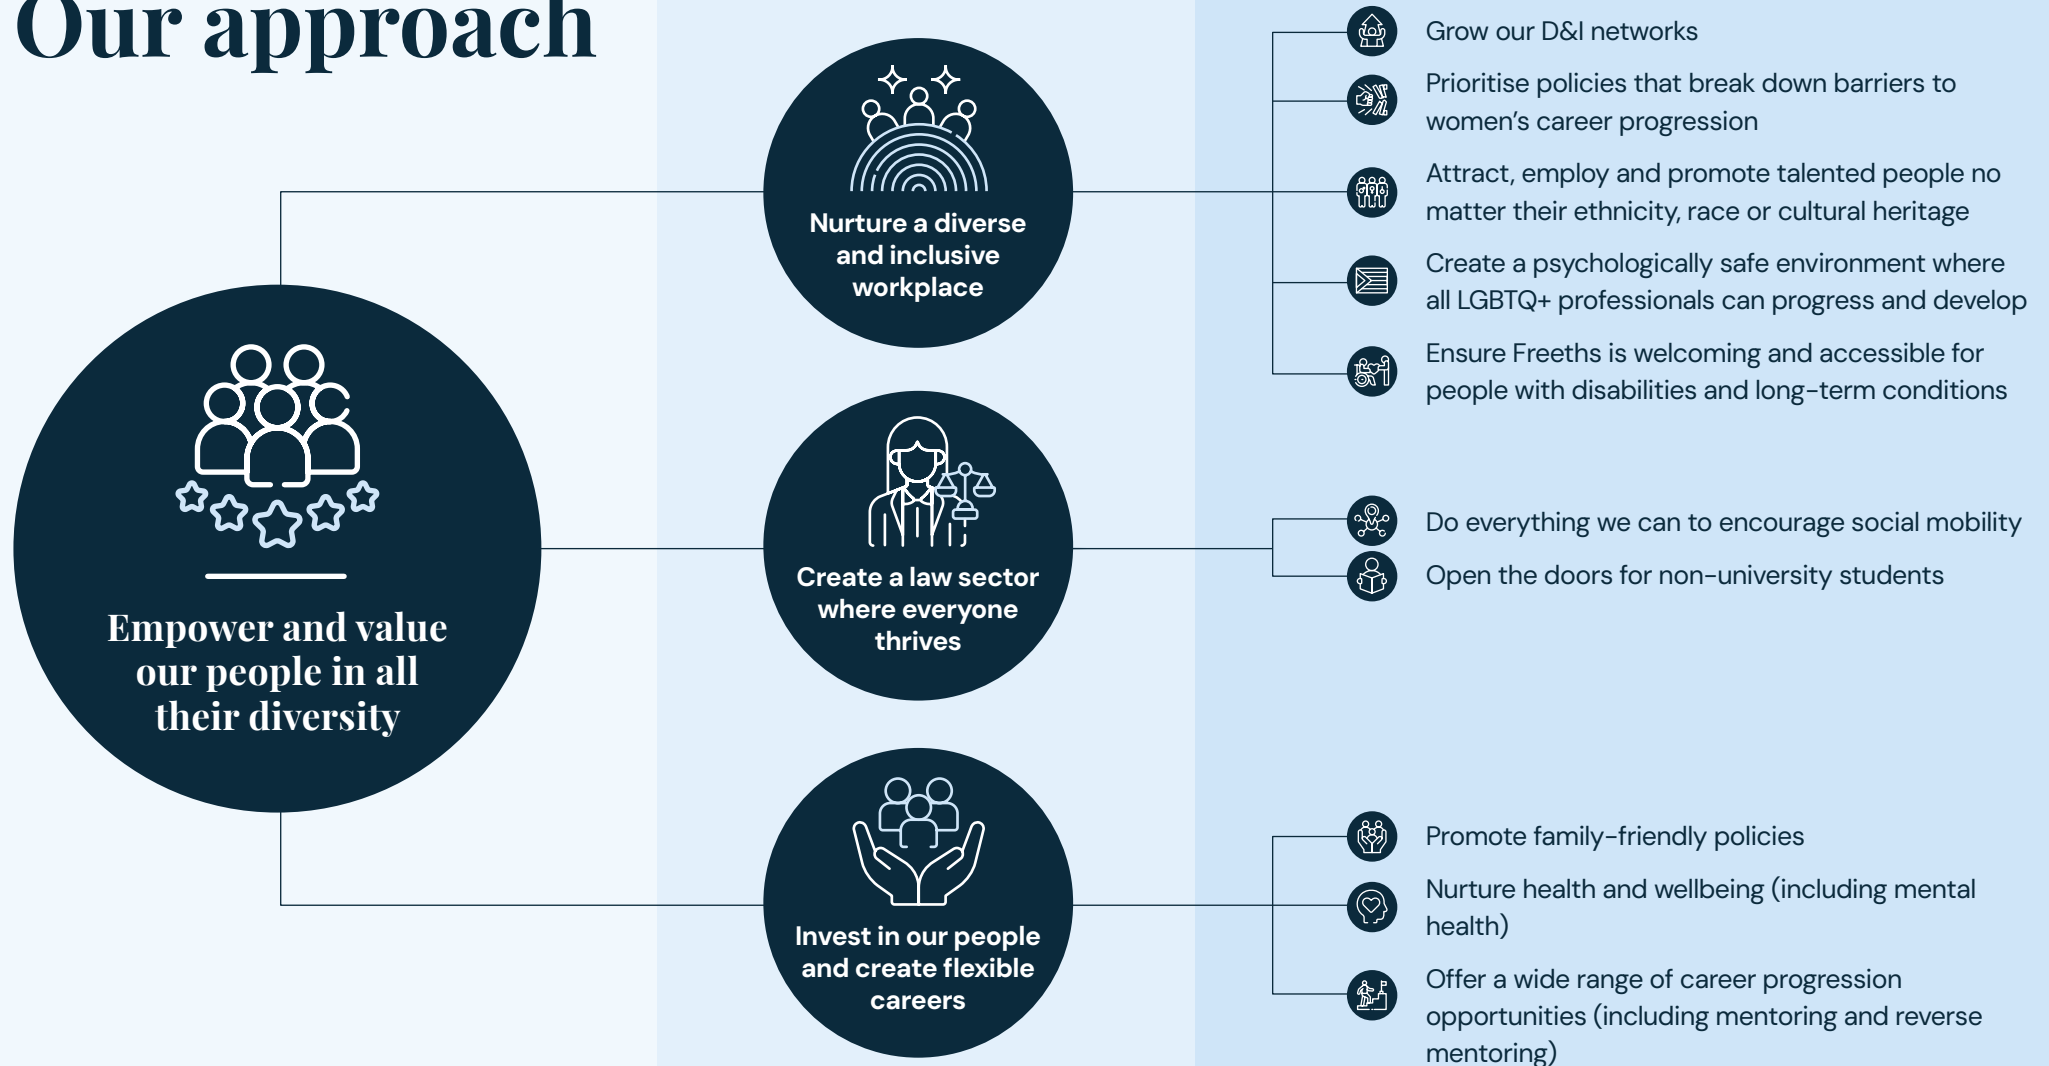 Our approach
Empower and value
our people in all
their diversity
Nurture a diverse
and inclusive
workplace
Grow our D&I networks
Prioritise policies that break down barriers to
women's career progression
Attract, employ and promote talented people no
matter their ethnicity, race or cultural heritage
Create a psychologically safe environment where
all LGBTQ+ professionals can progress and develop
Ensure Freeths is welcoming and accessible for
people with disabilities and long-term conditions
Create a law sector
where everyone
thrives
Do everything we can to encourage social mobility
Open the doors for non-university students
Invest in our people
and create flexible
careers
Promote family-friendly policies
Nurture health and wellbeing (including mental
health)
Offer a wide range of career progression
opportunities (including mentoring and reverse
mentoring)